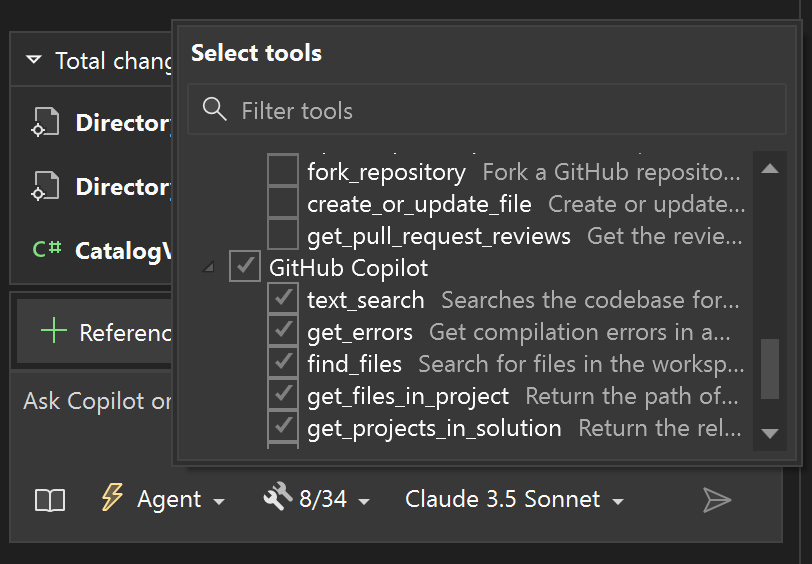 Select tools
Total chang
Filter tools
Director
Director
C# CatalogV
fork_repository Fork a GitHub reposito...
create_or_update_file Create or update...
get_pull_request_reviews Get the revie...
GitHub Copilot
text_search Searches the codebase for...
get_errors Get compilation errors in a...
find_files Search for files in the worksp...
get_files_in_project Return the path of...
get_projects_in_solution Return the rel...
Referenc
Ask Copilot or
Agent
8/34
Claude 3.5 Sonnet